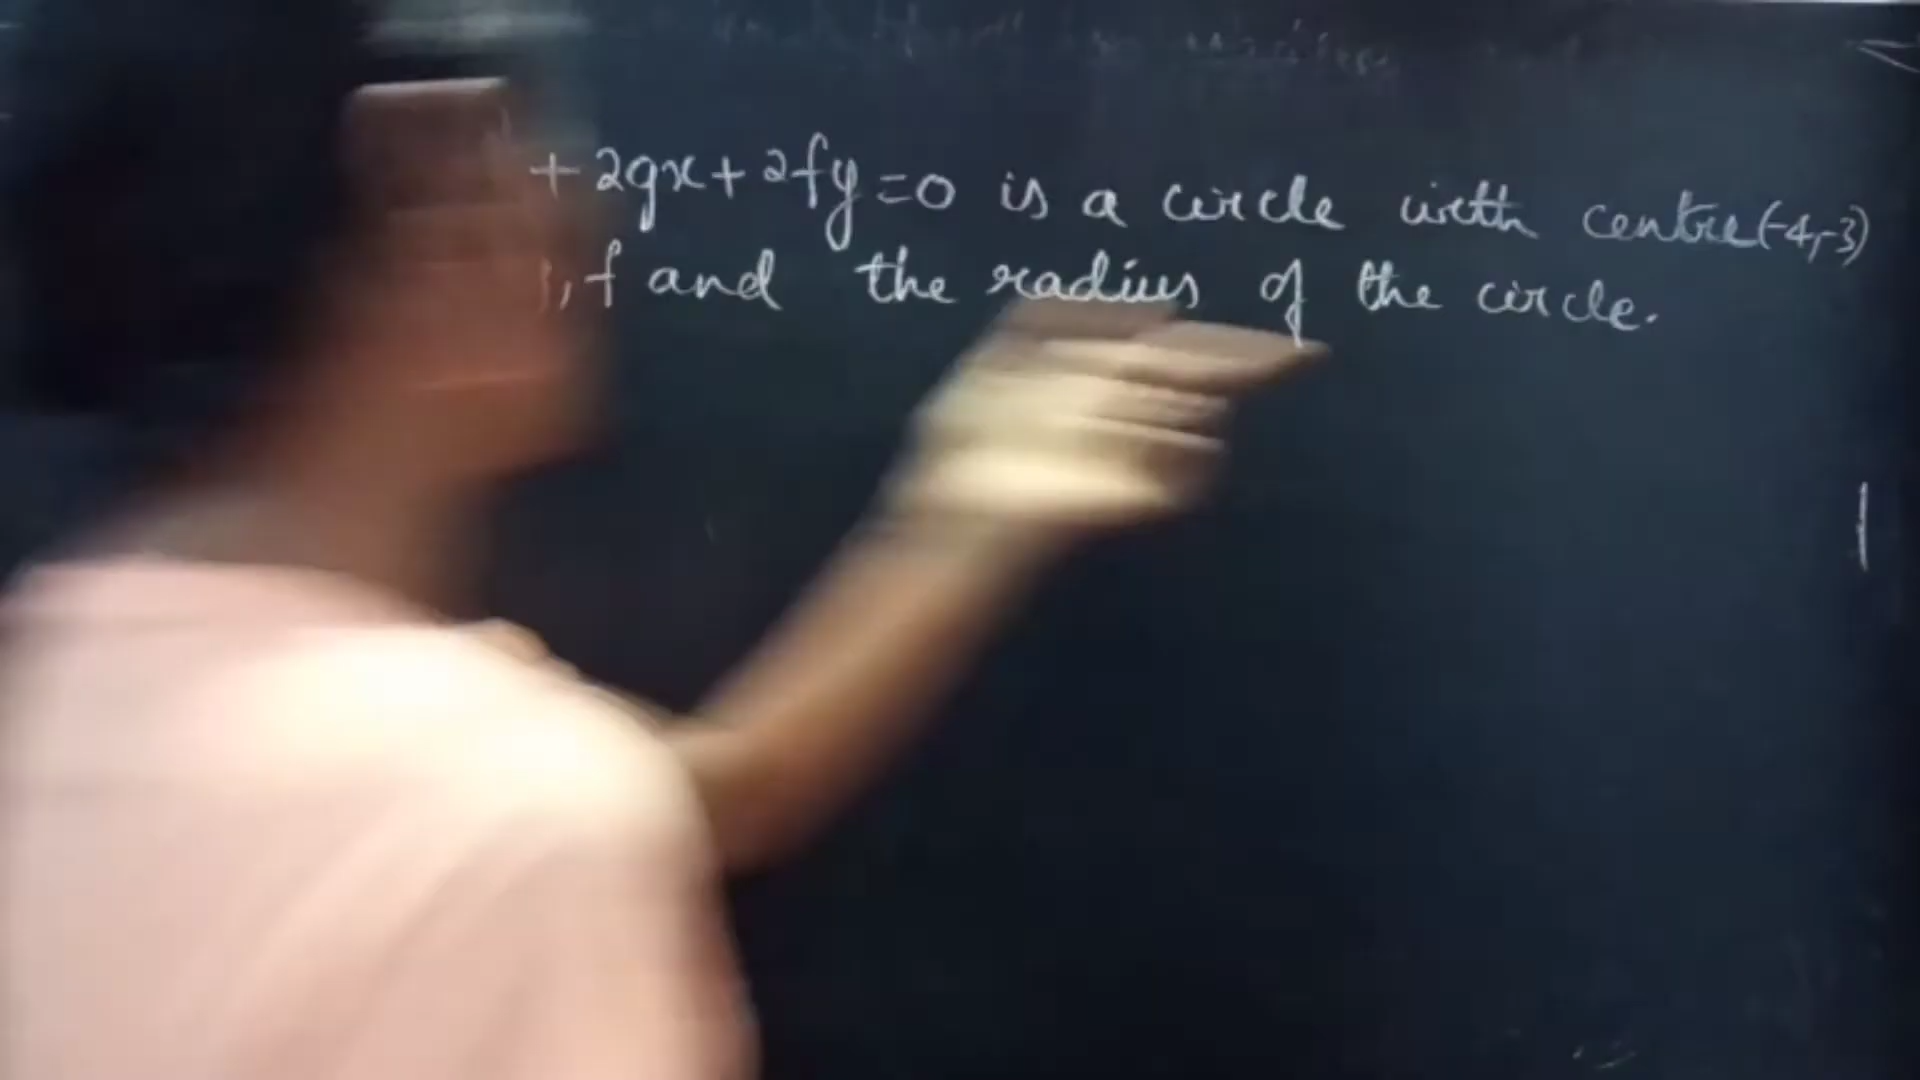 +2gx+2fy=0 is a circle with centre(-4,-3)
, f and the radius of the circle.